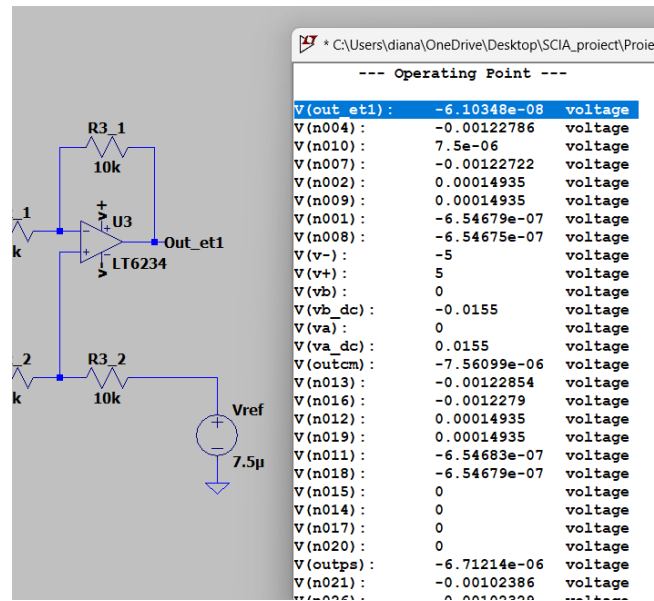 * C:\Users\diana\OneDrive\Desktop\SCIA_proiect\Proie
--- Operating Point ---
V(out_et1): -6.10348e-08 voltage
V(n004): -0.00122786 voltage
V(n010): 7.5e-06 voltage
V(n007): -0.00122722 voltage
V(n002): 0.00014935 voltage
V(n009): 0.00014935 voltage
V(n001): -6.54679e-07 voltage
V(n008): -6.54675e-07 voltage
V(v-): -5 voltage
V(v+): 5 voltage
V(vb): 0 voltage
V(vb_dc): -0.0155 voltage
V(va): 0 voltage
V(va_dc): 0.0155 voltage
V(outcm): -7.56099e-06 voltage
V(n013): -0.00122854 voltage
V(n016): -0.0012279 voltage
V(n012): 0.00014935 voltage
V(n019): 0.00014935 voltage
V(n011): -6.54683e-07 voltage
V(n018): -6.54679e-07 voltage
V(n015): 0 voltage
V(n014): 0 voltage
V(n017): 0 voltage
V(n020): 0 voltage
V(outps): -6.71214e-06 voltage
V(n021): -0.00102386 voltage
R3_1
10k
_1
k
v+
U3
Out_et1
LT6234
v-
_2
k
R3_2
10k
Vref
7.5µ